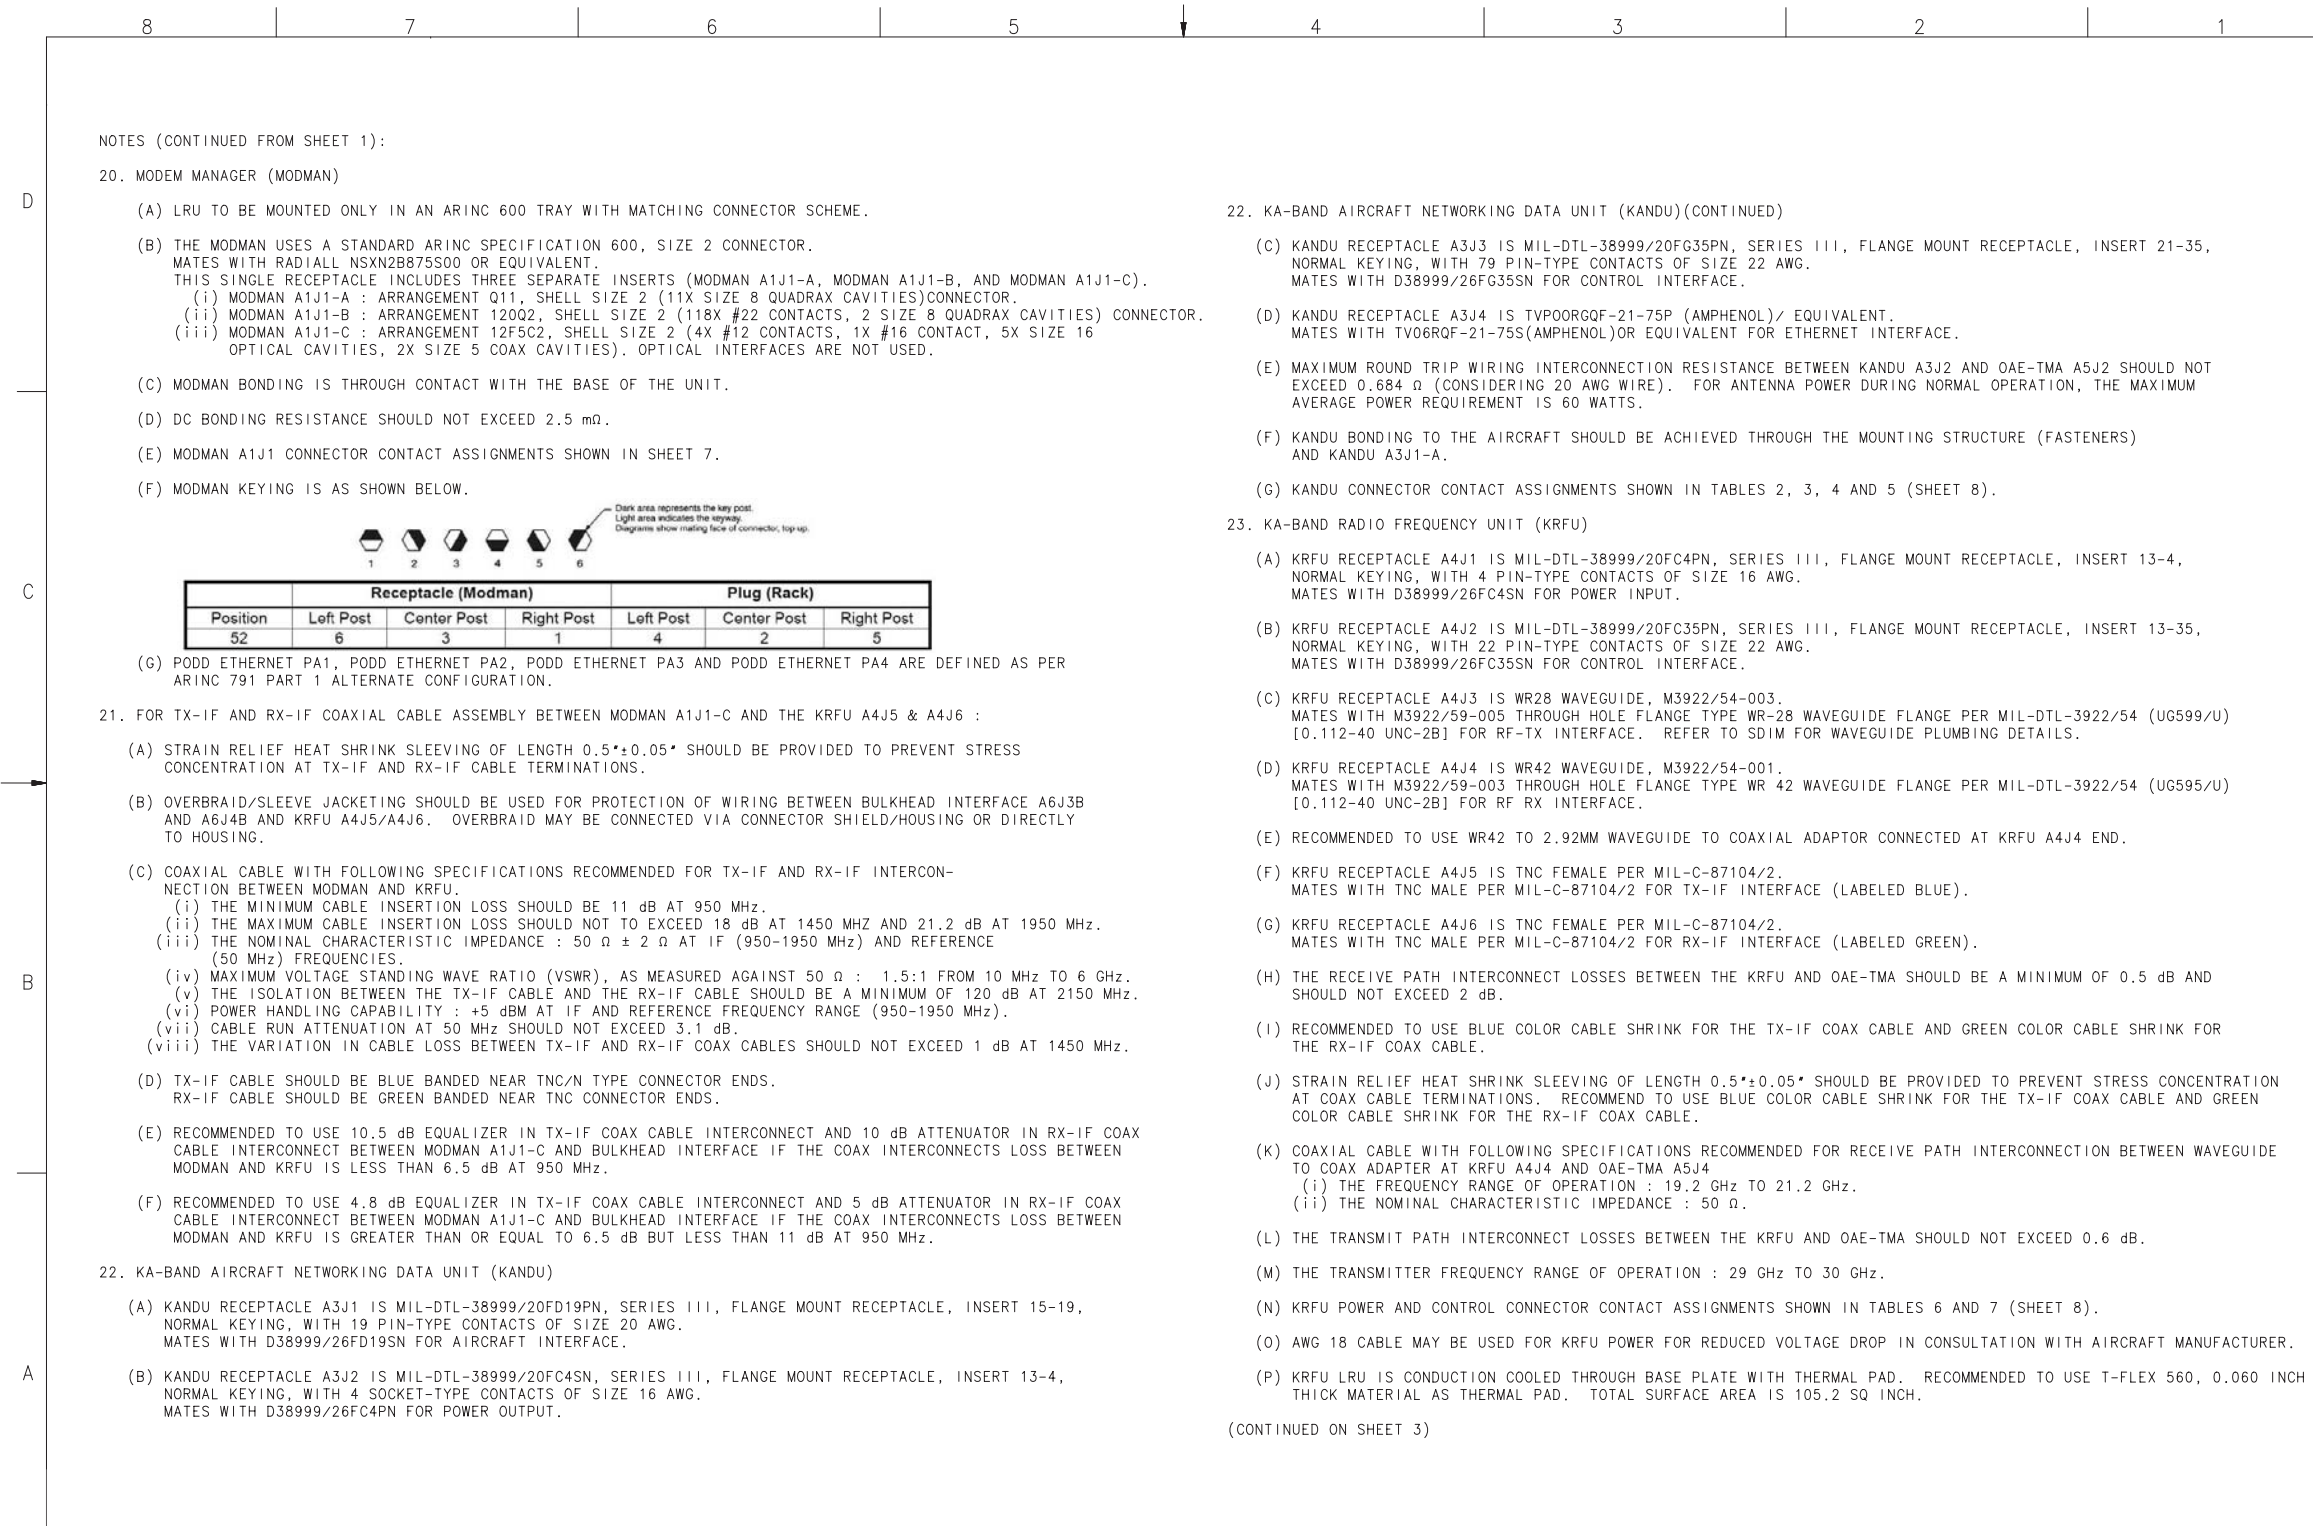 8 7 6 5 4 3 2 1
D
C
B
A
NOTES (CONTINUED FROM SHEET 1):
20. MODEM MANAGER (MODMAN)
(A) LRU TO BE MOUNTED ONLY IN AN ARINC 600 TRAY WITH MATCHING CONNECTOR SCHEME.
(B) THE MODMAN USES A STANDARD ARINC SPECIFICATION 600, SIZE 2 CONNECTOR.
MATES WITH RADIALL NSXN2B875S00 OR EQUIVALENT.
THIS SINGLE RECEPTACLE INCLUDES THREE SEPARATE INSERTS (MODMAN A1J1-A, MODMAN A1J1-B, AND MODMAN A1J1-C).
(i) MODMAN A1J1-A : ARRANGEMENT Q11, SHELL SIZE 2 (11X SIZE 8 QUADRAX CAVITIES)CONNECTOR.
(ii) MODMAN A1J1-B : ARRANGEMENT 120Q2, SHELL SIZE 2 (118X #22 CONTACTS, 2 SIZE 8 QUADRAX CAVITIES) CONNECTOR.
(iii) MODMAN A1J1-C : ARRANGEMENT 12F5C2, SHELL SIZE 2 (4X #12 CONTACTS, 1X #16 CONTACT, 5X SIZE 16
OPTICAL CAVITIES, 2X SIZE 5 COAX CAVITIES). OPTICAL INTERFACES ARE NOT USED.
(C) MODMAN BONDING IS THROUGH CONTACT WITH THE BASE OF THE UNIT.
(D) DC BONDING RESISTANCE SHOULD NOT EXCEED 2.5 mΩ.
(E) MODMAN A1J1 CONNECTOR CONTACT ASSIGNMENTS SHOWN IN SHEET 7.
(F) MODMAN KEYING IS AS SHOWN BELOW.
Dark area represents the key post.
Light area indicates the keyway.
Diagrams show mating face of connector, top up.
1 2 3 4 5 6
Receptacle (Modman) Plug (Rack)
Position Left Post Center Post Right Post Left Post Center Post Right Post
52 6 3 1 4 2 5
(G) PODD ETHERNET PA1, PODD ETHERNET PA2, PODD ETHERNET PA3 AND PODD ETHERNET PA4 ARE DEFINED AS PER
ARINC 791 PART 1 ALTERNATE CONFIGURATION.
21. FOR TX-IF AND RX-IF COAXIAL CABLE ASSEMBLY BETWEEN MODMAN A1J1-C AND THE KRFU A4J5 & A4J6 :
(A) STRAIN RELIEF HEAT SHRINK SLEEVING OF LENGTH 0.5"±0.05" SHOULD BE PROVIDED TO PREVENT STRESS
CONCENTRATION AT TX-IF AND RX-IF CABLE TERMINATIONS.
(B) OVERBRAID/SLEEVE JACKETING SHOULD BE USED FOR PROTECTION OF WIRING BETWEEN BULKHEAD INTERFACE A6J3B
AND A6J4B AND KRFU A4J5/A4J6. OVERBRAID MAY BE CONNECTED VIA CONNECTOR SHIELD/HOUSING OR DIRECTLY
TO HOUSING.
(C) COAXIAL CABLE WITH FOLLOWING SPECIFICATIONS RECOMMENDED FOR TX-IF AND RX-IF INTERCON-
NECTION BETWEEN MODMAN AND KRFU.
(i) THE MINIMUM CABLE INSERTION LOSS SHOULD BE 11 dB AT 950 MHz.
(ii) THE MAXIMUM CABLE INSERTION LOSS SHOULD NOT TO EXCEED 18 dB AT 1450 MHZ AND 21.2 dB AT 1950 MHz.
(iii) THE NOMINAL CHARACTERISTIC IMPEDANCE : 50 Ω ± 2 Ω AT IF (950-1950 MHz) AND REFERENCE
(50 MHz) FREQUENCIES.
(iv) MAXIMUM VOLTAGE STANDING WAVE RATIO (VSWR), AS MEASURED AGAINST 50 Ω : 1.5:1 FROM 10 MHz TO 6 GHz.
(v) THE ISOLATION BETWEEN THE TX-IF CABLE AND THE RX-IF CABLE SHOULD BE A MINIMUM OF 120 dB AT 2150 MHz.
(vi) POWER HANDLING CAPABILITY : +5 dBM AT IF AND REFERENCE FREQUENCY RANGE (950-1950 MHz).
(vii) CABLE RUN ATTENUATION AT 50 MHz SHOULD NOT EXCEED 3.1 dB.
(viii) THE VARIATION IN CABLE LOSS BETWEEN TX-IF AND RX-IF COAX CABLES SHOULD NOT EXCEED 1 dB AT 1450 MHz.
(D) TX-IF CABLE SHOULD BE BLUE BANDED NEAR TNC/N TYPE CONNECTOR ENDS.
RX-IF CABLE SHOULD BE GREEN BANDED NEAR TNC CONNECTOR ENDS.
(E) RECOMMENDED TO USE 10.5 dB EQUALIZER IN TX-IF COAX CABLE INTERCONNECT AND 10 dB ATTENUATOR IN RX-IF COAX
CABLE INTERCONNECT BETWEEN MODMAN A1J1-C AND BULKHEAD INTERFACE IF THE COAX INTERCONNECTS LOSS BETWEEN
MODMAN AND KRFU IS LESS THAN 6.5 dB AT 950 MHz.
(F) RECOMMENDED TO USE 4.8 dB EQUALIZER IN TX-IF COAX CABLE INTERCONNECT AND 5 dB ATTENUATOR IN RX-IF COAX
CABLE INTERCONNECT BETWEEN MODMAN A1J1-C AND BULKHEAD INTERFACE IF THE COAX INTERCONNECTS LOSS BETWEEN
MODMAN AND KRFU IS GREATER THAN OR EQUAL TO 6.5 dB BUT LESS THAN 11 dB AT 950 MHz.
22. KA-BAND AIRCRAFT NETWORKING DATA UNIT (KANDU)
(A) KANDU RECEPTACLE A3J1 IS MIL-DTL-38999/20FD19PN, SERIES III, FLANGE MOUNT RECEPTACLE, INSERT 15-19,
NORMAL KEYING, WITH 19 PIN-TYPE CONTACTS OF SIZE 20 AWG.
MATES WITH D38999/26FD19SN FOR AIRCRAFT INTERFACE.
(B) KANDU RECEPTACLE A3J2 IS MIL-DTL-38999/20FC4SN, SERIES III, FLANGE MOUNT RECEPTACLE, INSERT 13-4,
NORMAL KEYING, WITH 4 SOCKET-TYPE CONTACTS OF SIZE 16 AWG.
MATES WITH D38999/26FC4PN FOR POWER OUTPUT.
22. KA-BAND AIRCRAFT NETWORKING DATA UNIT (KANDU)(CONTINUED)
(C) KANDU RECEPTACLE A3J3 IS MIL-DTL-38999/20FG35PN, SERIES III, FLANGE MOUNT RECEPTACLE, INSERT 21-35,
NORMAL KEYING, WITH 79 PIN-TYPE CONTACTS OF SIZE 22 AWG.
MATES WITH D38999/26FG35SN FOR CONTROL INTERFACE.
(D) KANDU RECEPTACLE A3J4 IS TVPOORGQF-21-75P (AMPHENOL)/ EQUIVALENT.
MATES WITH TV06RQF-21-75S(AMPHENOL)OR EQUIVALENT FOR ETHERNET INTERFACE.
(E) MAXIMUM ROUND TRIP WIRING INTERCONNECTION RESISTANCE BETWEEN KANDU A3J2 AND OAE-TMA A5J2 SHOULD NOT
EXCEED 0.684 Ω (CONSIDERING 20 AWG WIRE). FOR ANTENNA POWER DURING NORMAL OPERATION, THE MAXIMUM
AVERAGE POWER REQUIREMENT IS 60 WATTS.
(F) KANDU BONDING TO THE AIRCRAFT SHOULD BE ACHIEVED THROUGH THE MOUNTING STRUCTURE (FASTENERS)
AND KANDU A3J1-A.
(G) KANDU CONNECTOR CONTACT ASSIGNMENTS SHOWN IN TABLES 2, 3, 4 AND 5 (SHEET 8).
23. KA-BAND RADIO FREQUENCY UNIT (KRFU)
(A) KRFU RECEPTACLE A4J1 IS MIL-DTL-38999/20FC4PN, SERIES III, FLANGE MOUNT RECEPTACLE, INSERT 13-4,
NORMAL KEYING, WITH 4 PIN-TYPE CONTACTS OF SIZE 16 AWG.
MATES WITH D38999/26FC4SN FOR POWER INPUT.
(B) KRFU RECEPTACLE A4J2 IS MIL-DTL-38999/20FC35PN, SERIES III, FLANGE MOUNT RECEPTACLE, INSERT 13-35,
NORMAL KEYING, WITH 22 PIN-TYPE CONTACTS OF SIZE 22 AWG.
MATES WITH D38999/26FC35SN FOR CONTROL INTERFACE.
(C) KRFU RECEPTACLE A4J3 IS WR28 WAVEGUIDE, M3922/54-003.
MATES WITH M3922/59-005 THROUGH HOLE FLANGE TYPE WR-28 WAVEGUIDE FLANGE PER MIL-DTL-3922/54 (UG599/U)
[0.112-40 UNC-2B] FOR RF-TX INTERFACE. REFER TO SDIM FOR WAVEGUIDE PLUMBING DETAILS.
(D) KRFU RECEPTACLE A4J4 IS WR42 WAVEGUIDE, M3922/54-001.
MATES WITH M3922/59-003 THROUGH HOLE FLANGE TYPE WR 42 WAVEGUIDE FLANGE PER MIL-DTL-3922/54 (UG595/U)
[0.112-40 UNC-2B] FOR RF RX INTERFACE.
(E) RECOMMENDED TO USE WR42 TO 2.92MM WAVEGUIDE TO COAXIAL ADAPTOR CONNECTED AT KRFU A4J4 END.
(F) KRFU RECEPTACLE A4J5 IS TNC FEMALE PER MIL-C-87104/2.
MATES WITH TNC MALE PER MIL-C-87104/2 FOR TX-IF INTERFACE (LABELED BLUE).
(G) KRFU RECEPTACLE A4J6 IS TNC FEMALE PER MIL-C-87104/2.
MATES WITH TNC MALE PER MIL-C-87104/2 FOR RX-IF INTERFACE (LABELED GREEN).
(H) THE RECEIVE PATH INTERCONNECT LOSSES BETWEEN THE KRFU AND OAE-TMA SHOULD BE A MINIMUM OF 0.5 dB AND
SHOULD NOT EXCEED 2 dB.
(I) RECOMMENDED TO USE BLUE COLOR CABLE SHRINK FOR THE TX-IF COAX CABLE AND GREEN COLOR CABLE SHRINK FOR
THE RX-IF COAX CABLE.
(J) STRAIN RELIEF HEAT SHRINK SLEEVING OF LENGTH 0.5"±0.05" SHOULD BE PROVIDED TO PREVENT STRESS CONCENTRATION
AT COAX CABLE TERMINATIONS. RECOMMEND TO USE BLUE COLOR CABLE SHRINK FOR THE TX-IF COAX CABLE AND GREEN
COLOR CABLE SHRINK FOR THE RX-IF COAX CABLE.
(K) COAXIAL CABLE WITH FOLLOWING SPECIFICATIONS RECOMMENDED FOR RECEIVE PATH INTERCONNECTION BETWEEN WAVEGUIDE
TO COAX ADAPTER AT KRFU A4J4 AND OAE-TMA A5J4
(i) THE FREQUENCY RANGE OF OPERATION : 19.2 GHz TO 21.2 GHz.
(ii) THE NOMINAL CHARACTERISTIC IMPEDANCE : 50 Ω.
(L) THE TRANSMIT PATH INTERCONNECT LOSSES BETWEEN THE KRFU AND OAE-TMA SHOULD NOT EXCEED 0.6 dB.
(M) THE TRANSMITTER FREQUENCY RANGE OF OPERATION : 29 GHz TO 30 GHz.
(N) KRFU POWER AND CONTROL CONNECTOR CONTACT ASSIGNMENTS SHOWN IN TABLES 6 AND 7 (SHEET 8).
(O) AWG 18 CABLE MAY BE USED FOR KRFU POWER FOR REDUCED VOLTAGE DROP IN CONSULTATION WITH AIRCRAFT MANUFACTURER.
(P) KRFU LRU IS CONDUCTION COOLED THROUGH BASE PLATE WITH THERMAL PAD. RECOMMENDED TO USE T-FLEX 560, 0.060 INCH
THICK MATERIAL AS THERMAL PAD. TOTAL SURFACE AREA IS 105.2 SQ INCH.
(CONTINUED ON SHEET 3)